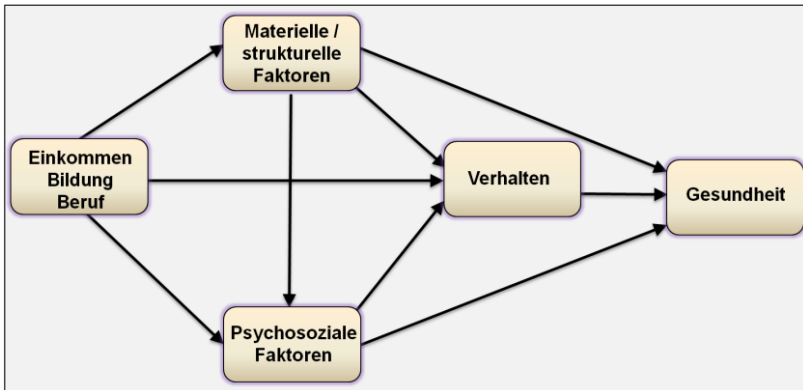 Materielle /
strukturelle
Faktoren
Einkommen
Bildung
Beruf
Verhalten
Gesundheit
Psychosoziale
Faktoren